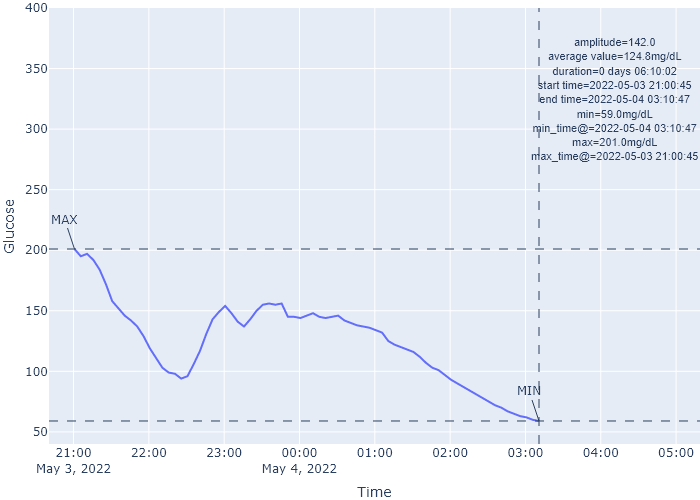 400
350
300
250
200
150
100
50
Glucose
amplitude=142.0
average value=124.8mg/dL
duration=0 days 06:10:02
start time=2022-05-03 21:00:45
end time=2022-05-04 03:10:47
min=59.0mg/dL
min_time@=2022-05-04 03:10:47
max=201.0mg/dL
max_time@=2022-05-03 21:00:45
MAX
MIN
21:00 22:00 23:00 00:00 01:00 02:00 03:00 04:00 05:00
May 3, 2022 May 4, 2022
Time